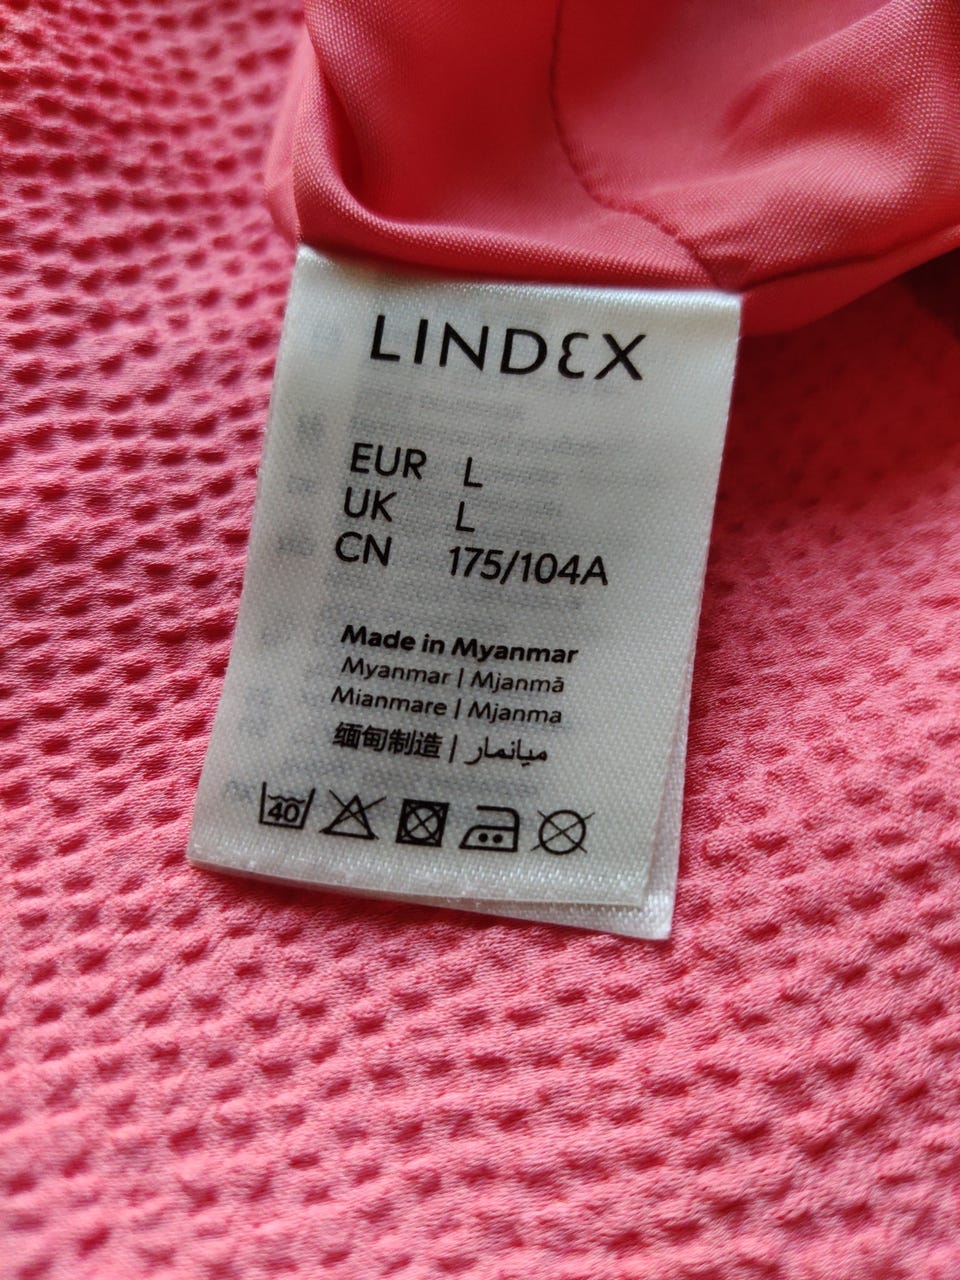 LINDEX
EUR L
UK L
CN 175/104A
Made in Myanmar
Myanmar | Mjanmā
Mianmare | Mjanma
缅甸制造 | ميانمار
40